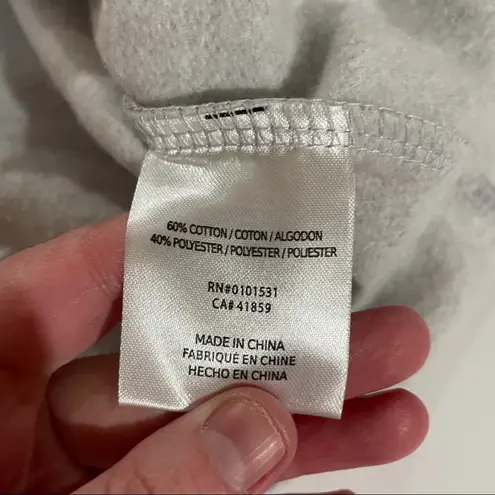 60% COTTON / COTON / ALGODON
40% POLYESTER / POLYESTER / POLIESTER
RN#0101531
CA# 41859
MADE IN CHINA
FABRIQUÉ EN CHINE
HECHO EN CHINA